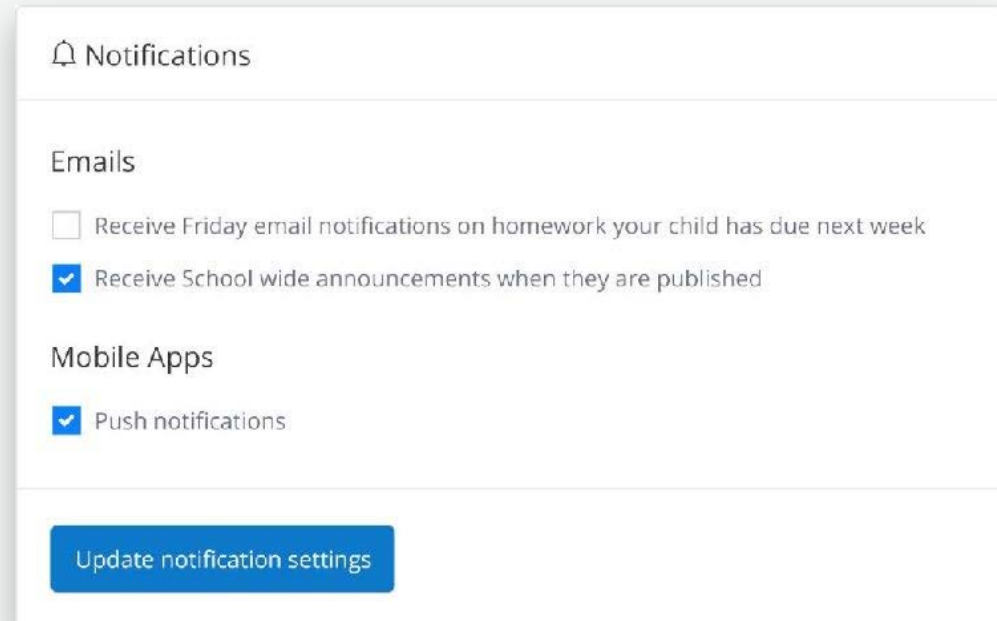 Notifications
Emails
Receive Friday email notifications on homework your child has due next week
Receive School wide announcements when they are published
Mobile Apps
Push notifications
Update notification settings